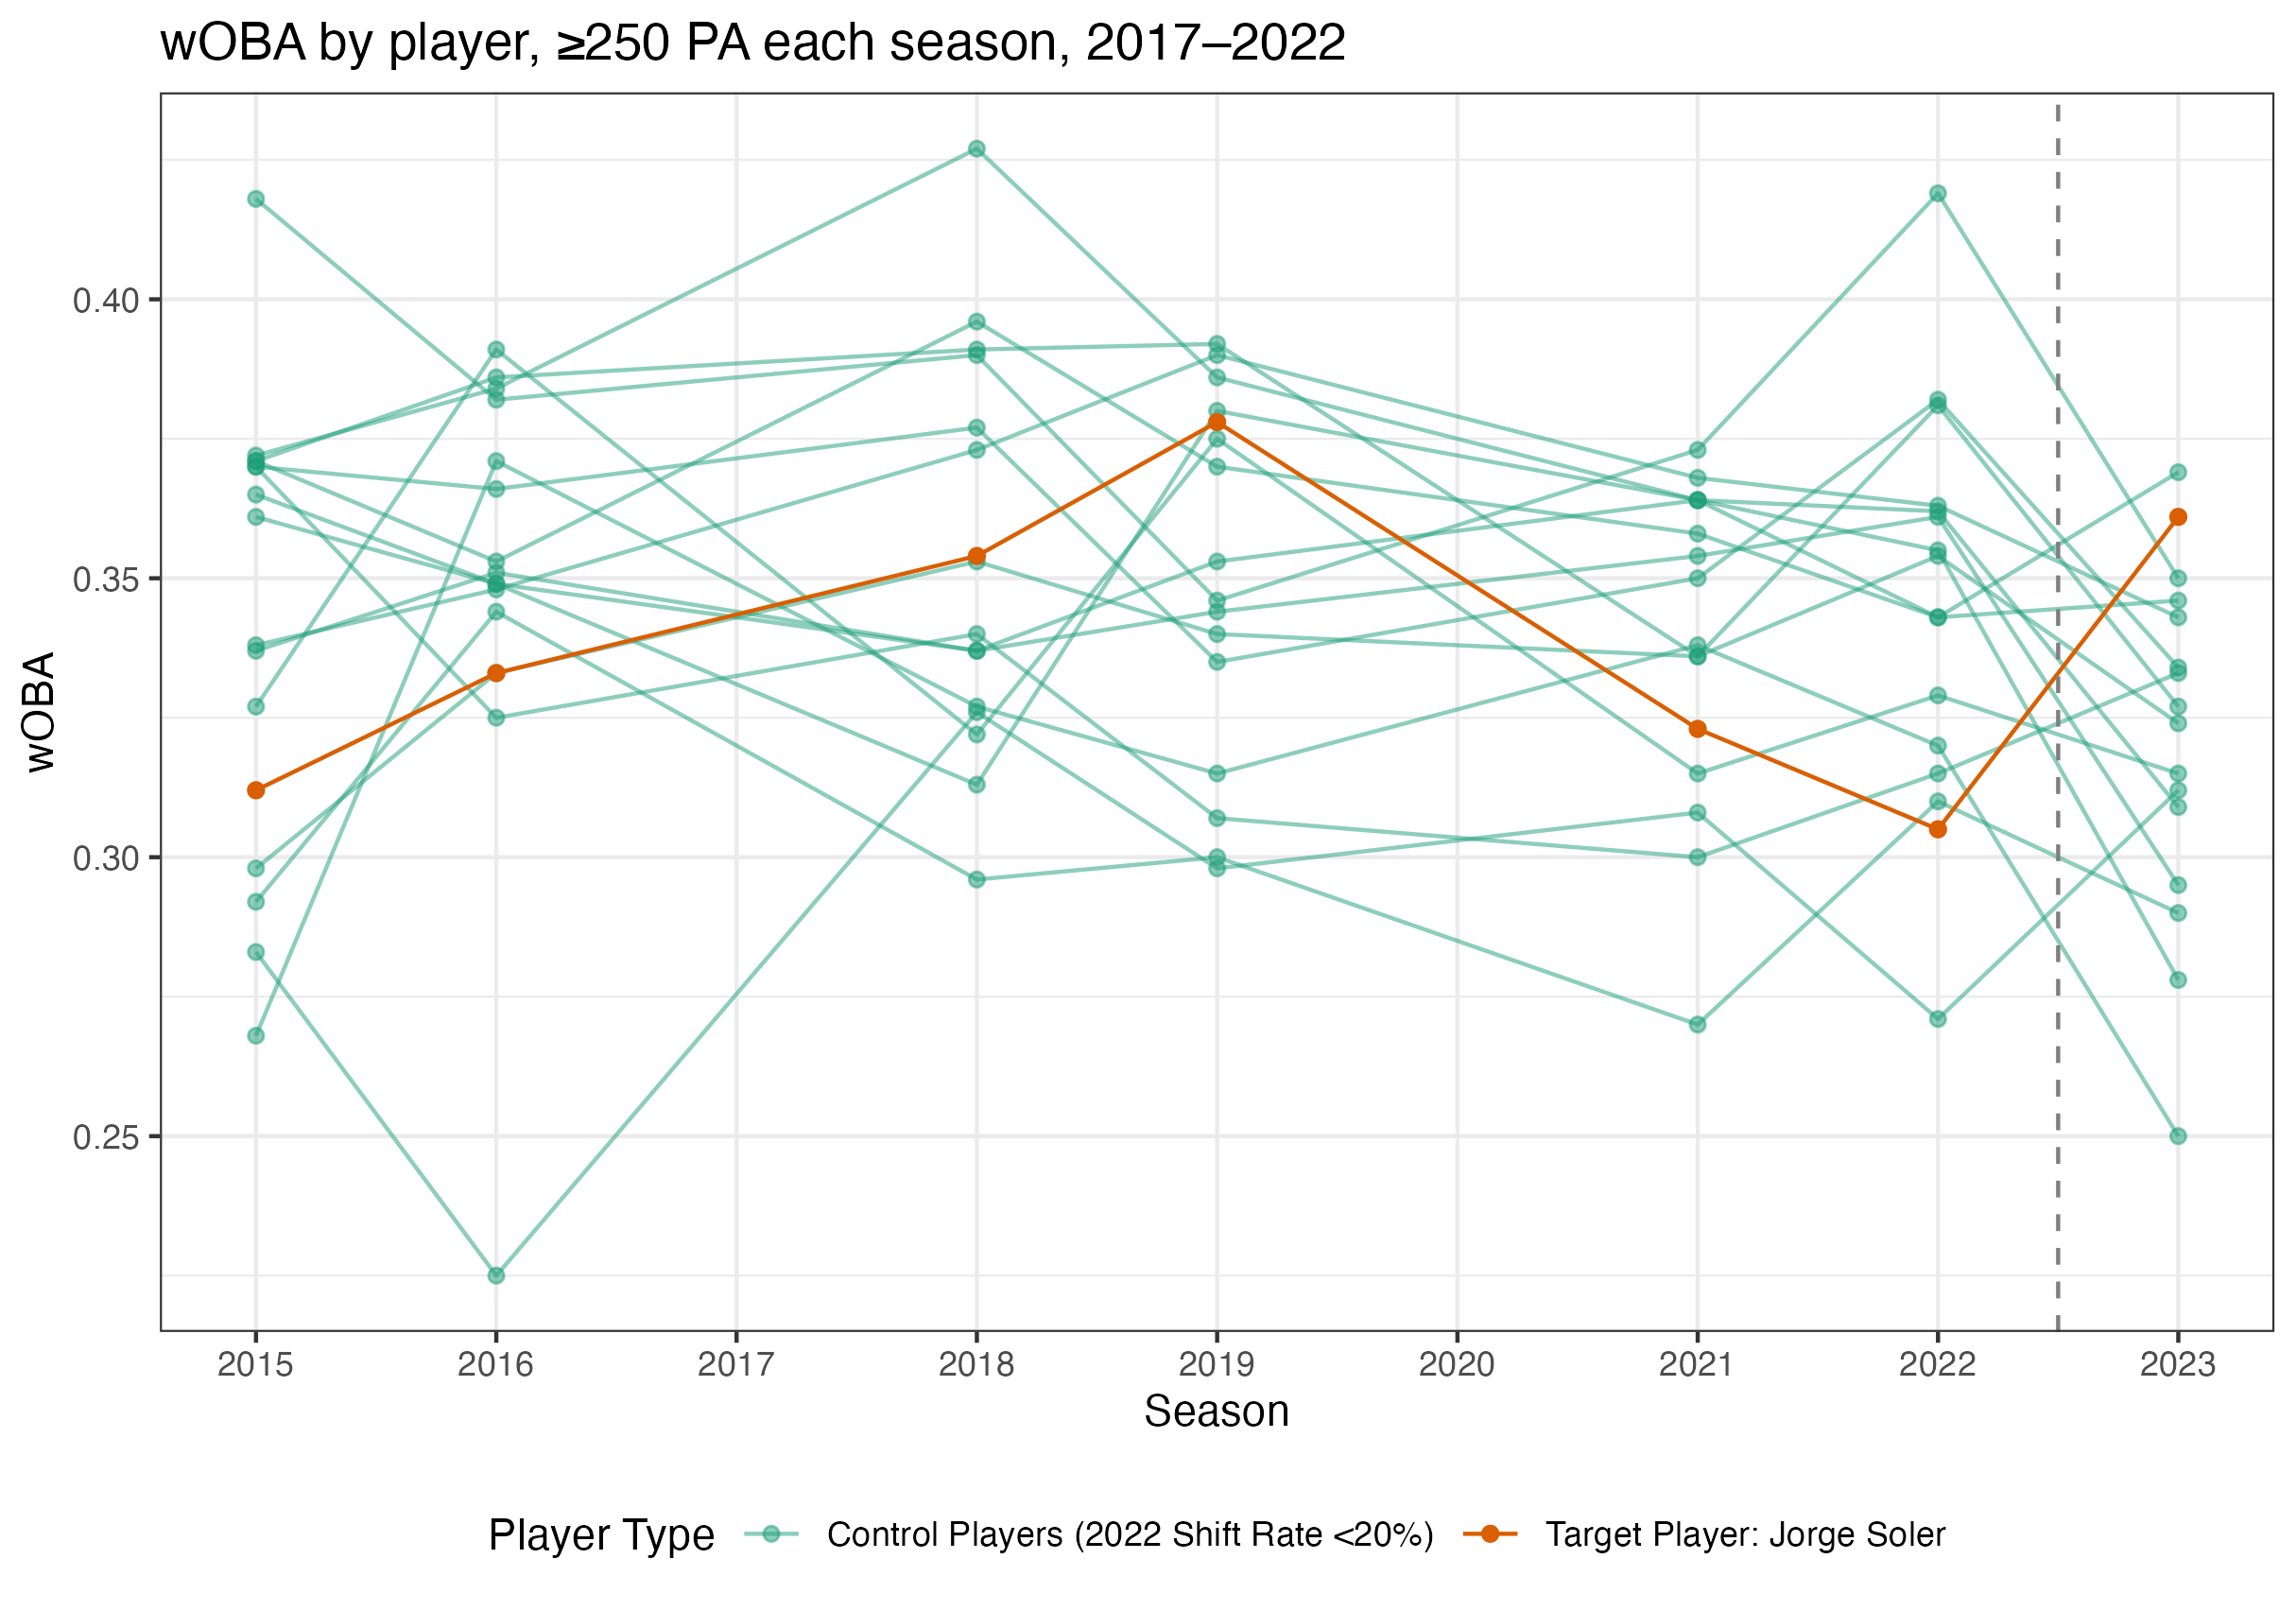 wOBA by player, ≥250 PA each season, 2017–2022
wOBA
0.40
0.35
0.30
0.25
2015 2016 2017 2018 2019 2020 2021 2022 2023
Season
Player Type Control Players (2022 Shift Rate <20%) Target Player: Jorge Soler